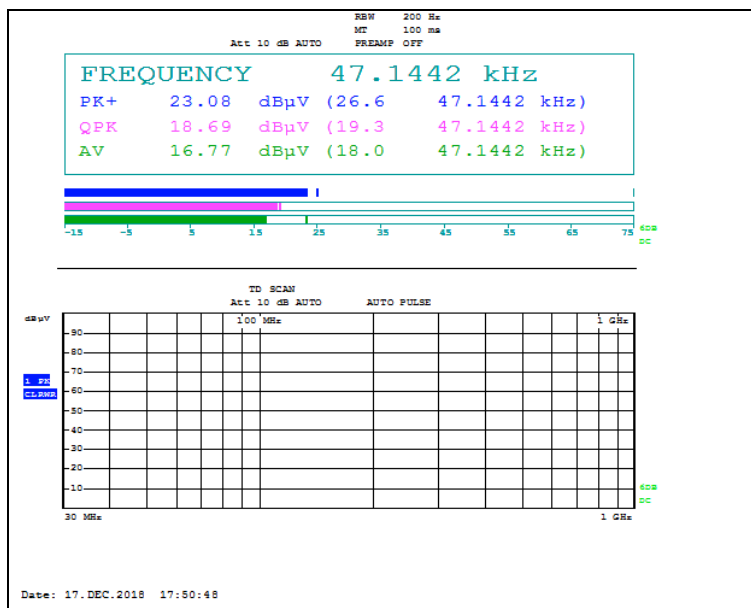 RBW 200 Hz
MT 100 ms
Att 10 dB AUTO PREAMP OFF
FREQUENCY 47.1442 kHz
PK+ 23.08 dBµV (26.6 47.1442 kHz)
QPK 18.69 dBµV (19.3 47.1442 kHz)
AV 16.77 dBµV (18.0 47.1442 kHz)
-15 -5 5 15 25 35 45 55 65 75
6DB
DC
TD SCAN
Att 10 dB AUTO AUTO PULSE
dBµV 100 MHz 1 GHz
90
80
70
1 PK
60
CLRWR
50
40
30
20
10
6DB
DC
30 MHz 1 GHz
Date: 17.DEC.2018 17:50:48